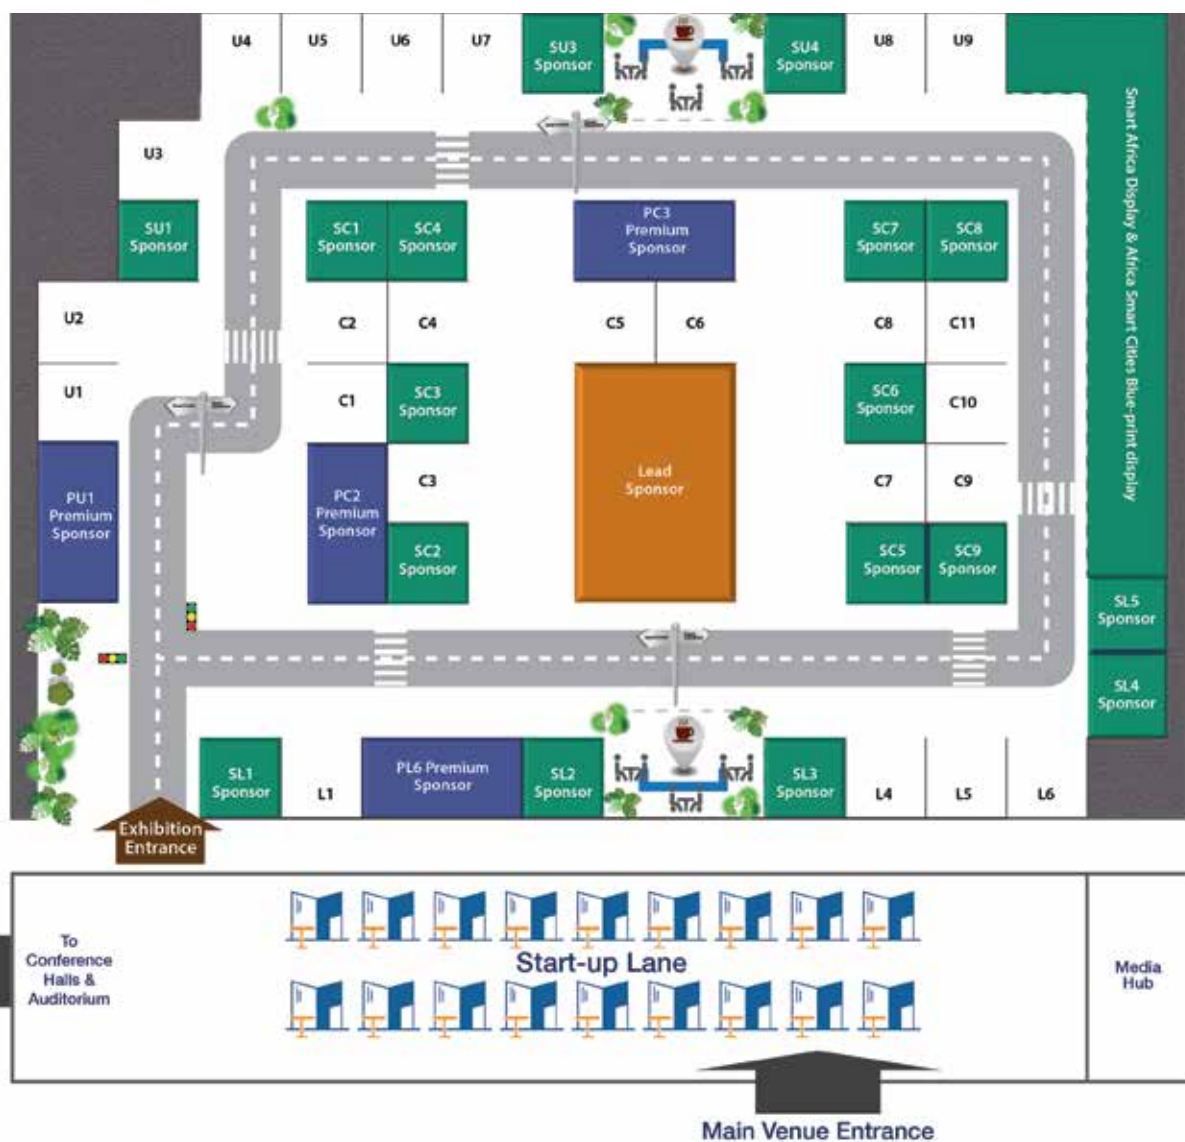 U4
U5
U6
U7
SU3
Sponsor
SU4
Sponsor
U8
U9
Smart Africa Display & Africa Smart Cities Blue-print display
U3
SU1
Sponsor
SC1
Sponsor
SC4
Sponsor
PC3
Premium
Sponsor
SC7
Sponsor
SC8
Sponsor
U2
C2
C4
C5
C6
C8
C11
U1
C1
SC3
Sponsor
SC6
Sponsor
C10
Lead
Sponsor
PU1
Premium
Sponsor
PC2
Premium
Sponsor
C3
C7
C9
SC2
Sponsor
SC5
Sponsor
SC9
Sponsor
SL5
Sponsor
SL4
Sponsor
SL1
Sponsor
L1
PL6 Premium
Sponsor
SL2
Sponsor
SL3
Sponsor
L4
L5
L6
Exhibition
Entrance
To
Conference
Halls &
Auditorium
Start-up Lane
Media
Hub
Main Venue Entrance